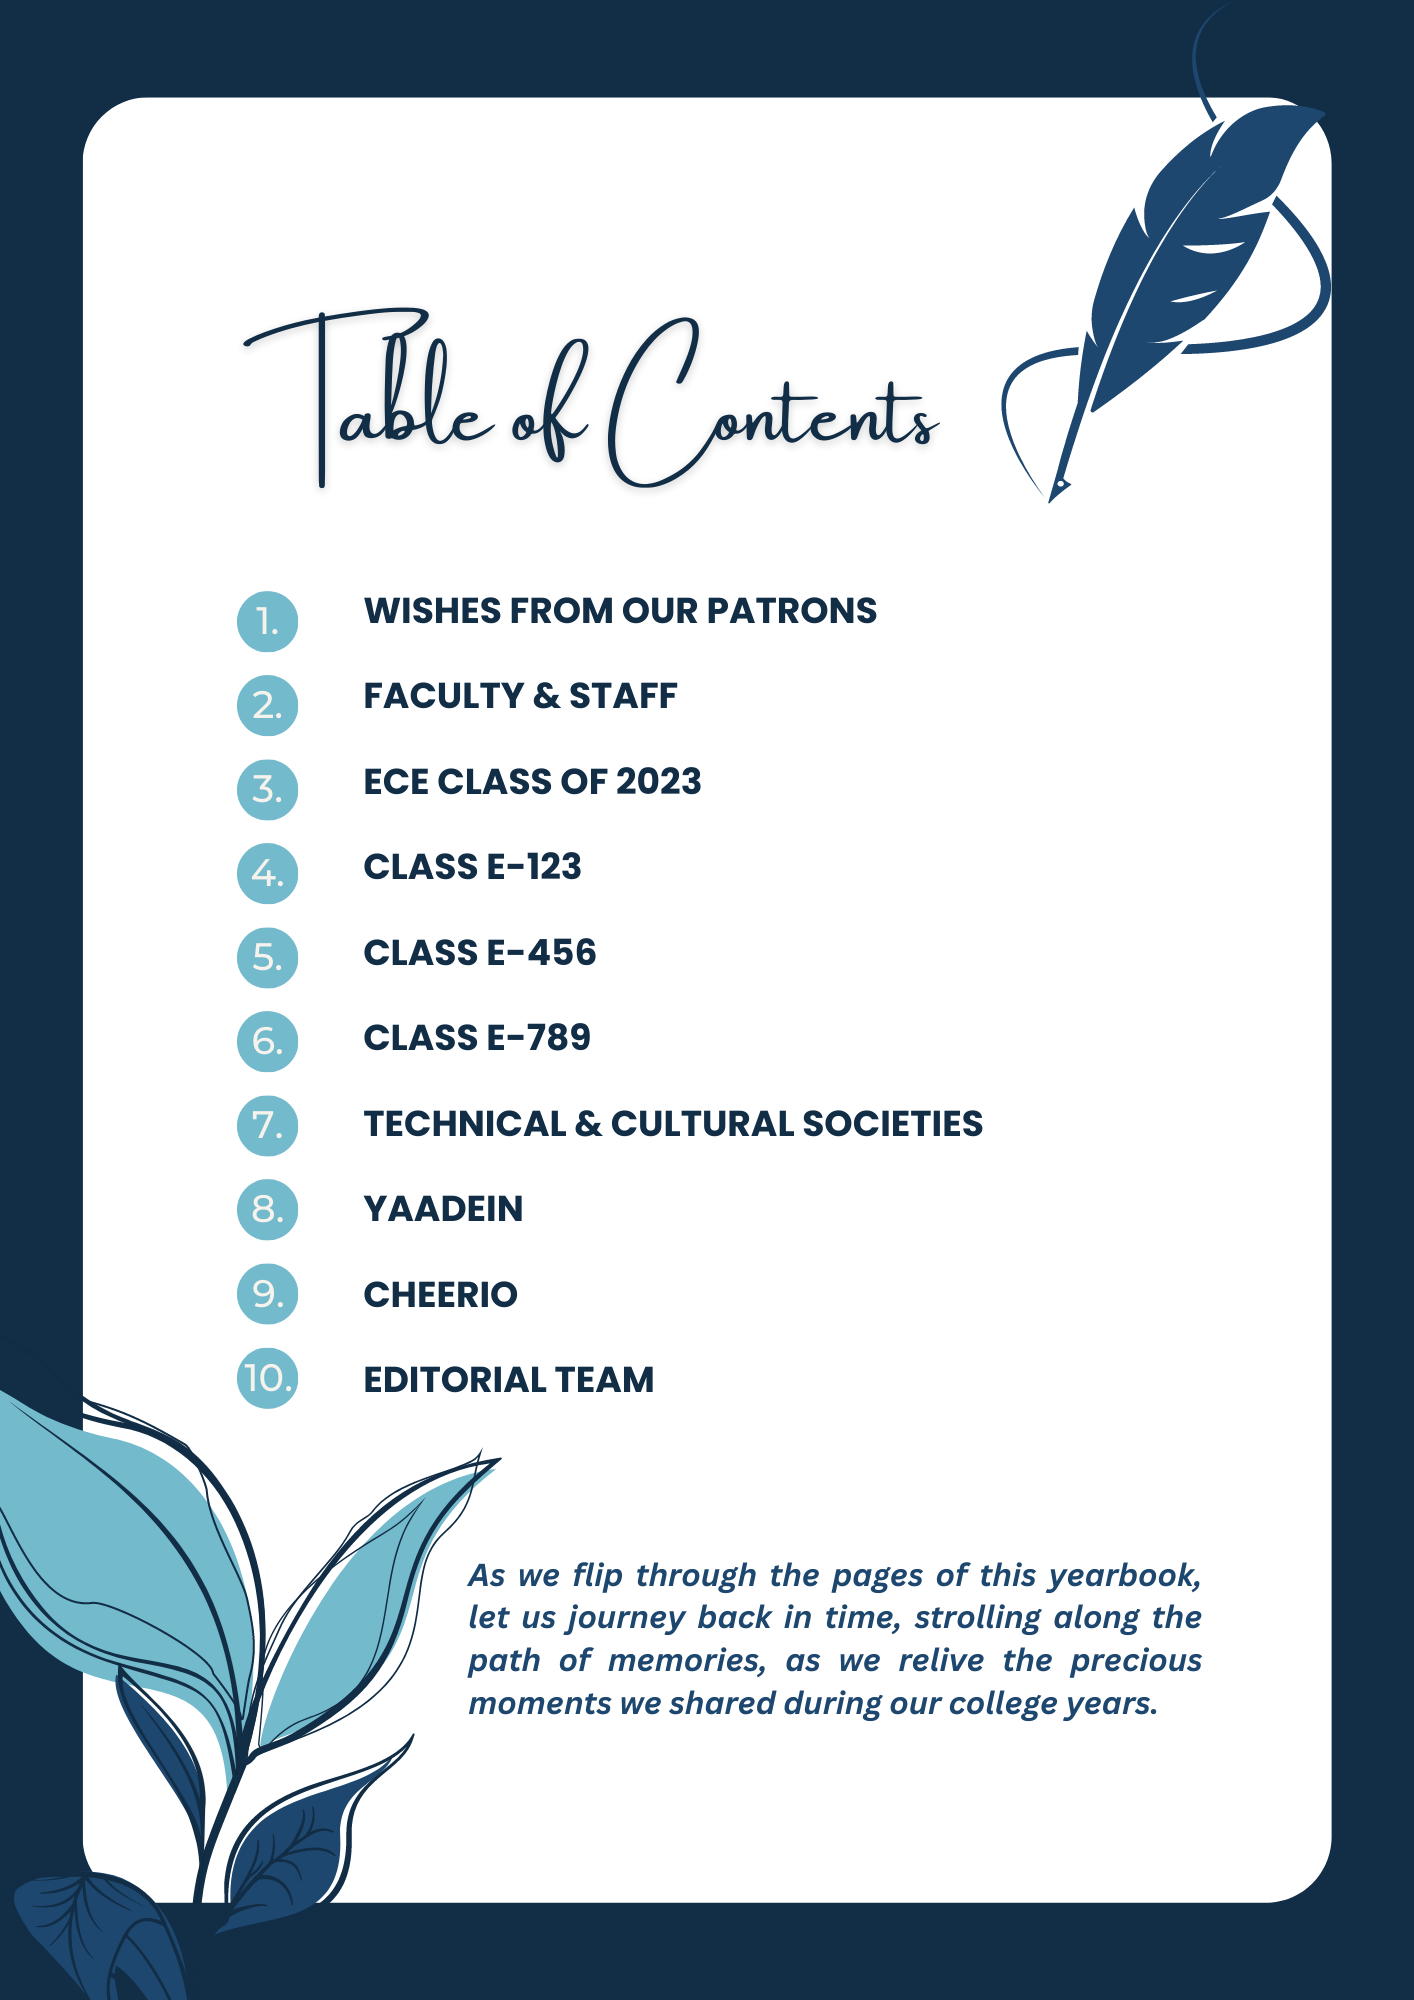 Table of Contents
1. WISHES FROM OUR PATRONS
2. FACULTY & STAFF
3. ECE CLASS OF 2023
4. CLASS E-123
5. CLASS E-456
6. CLASS E-789
7. TECHNICAL & CULTURAL SOCIETIES
8. YAADEIN
9. CHEERIO
10. EDITORIAL TEAM
As we flip through the pages of this yearbook,
let us journey back in time, strolling along the
path of memories, as we relive the precious
moments we shared during our college years.